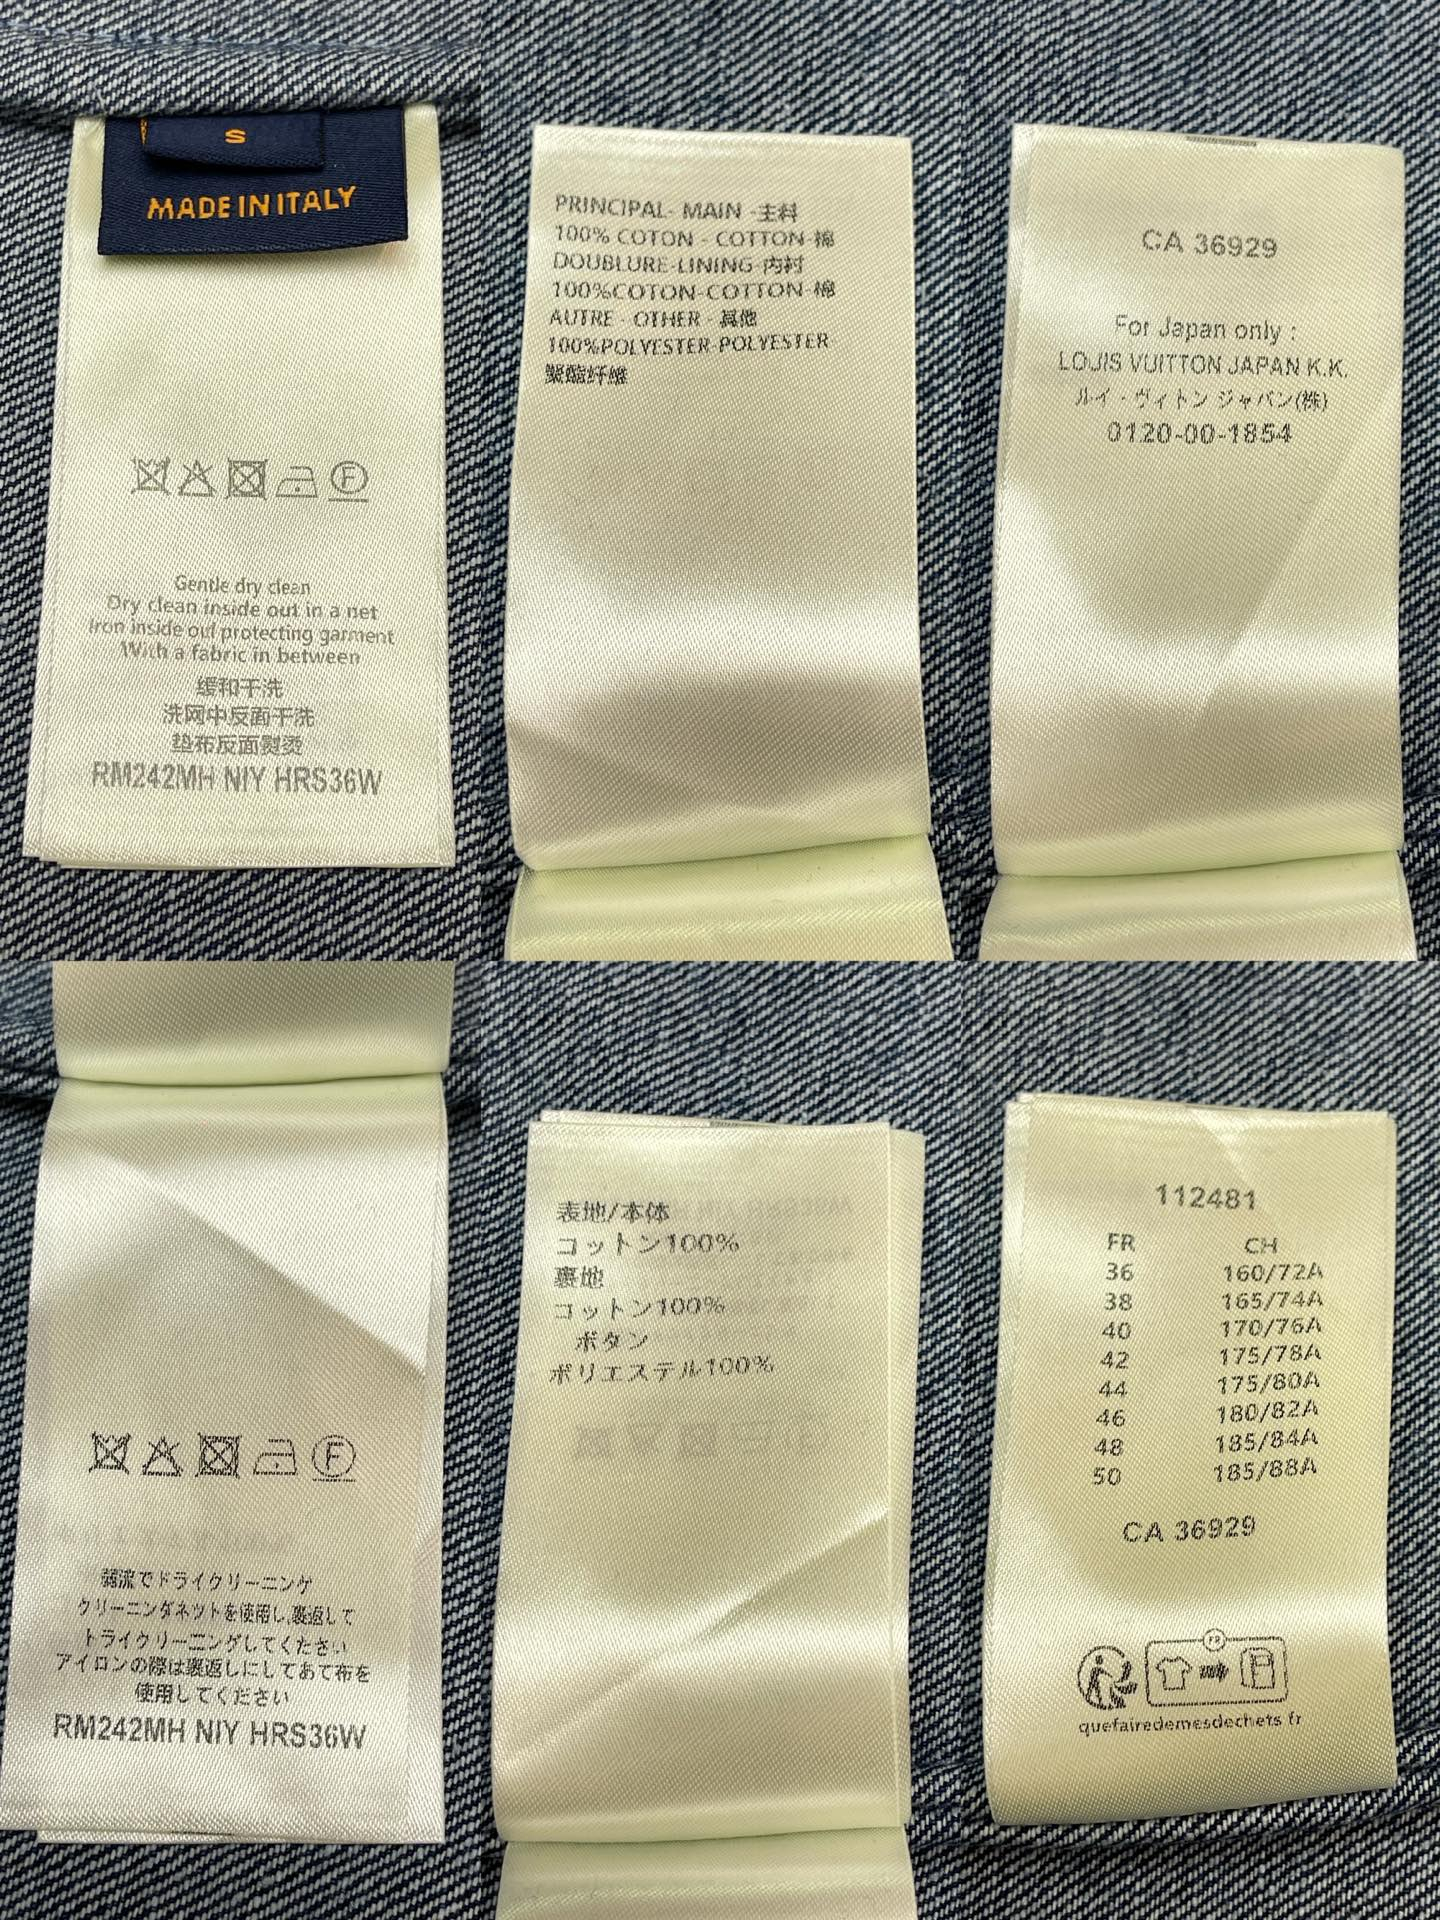 S
MADE IN ITALY
F
Gentle dry clean
Dry clean inside out in a net
Iron inside out protecting garment
With a fabric in between
缓和干洗
洗网中反面干洗
垫布反面熨烫
RM242MH NIY HRS36W
PRINCIPAL- MAIN -主料
100% COTON - COTTON-棉
DOUBLURE-LINING-内衬
100%COTON-COTTON-棉
AUTRE - OTHER - 其他
100%POLYESTER-POLYESTER
聚酯纤维
CA 36929
For Japan only :
LOUIS VUITTON JAPAN K.K.
ルイ・ヴィトン ジャパン(株)
0120-00-1854
F
弱流でドライクリーニング
クリーニンダネットを使用し,裏返して
トライクリーニングしてください
アイロンの際は裏返しにしてあて布を
使用してください
RM242MH NIY HRS36W
表地/本体
コットン100%
裏地
コットン100%
ボタン
ポリエステル100%
112481
FR CH
36 160/72A
38 165/74A
40 170/76A
42 175/78A
44 175/80A
46 180/82A
48 185/84A
50 185/88A
CA 36929
FR
quefairedemesdechets.fr